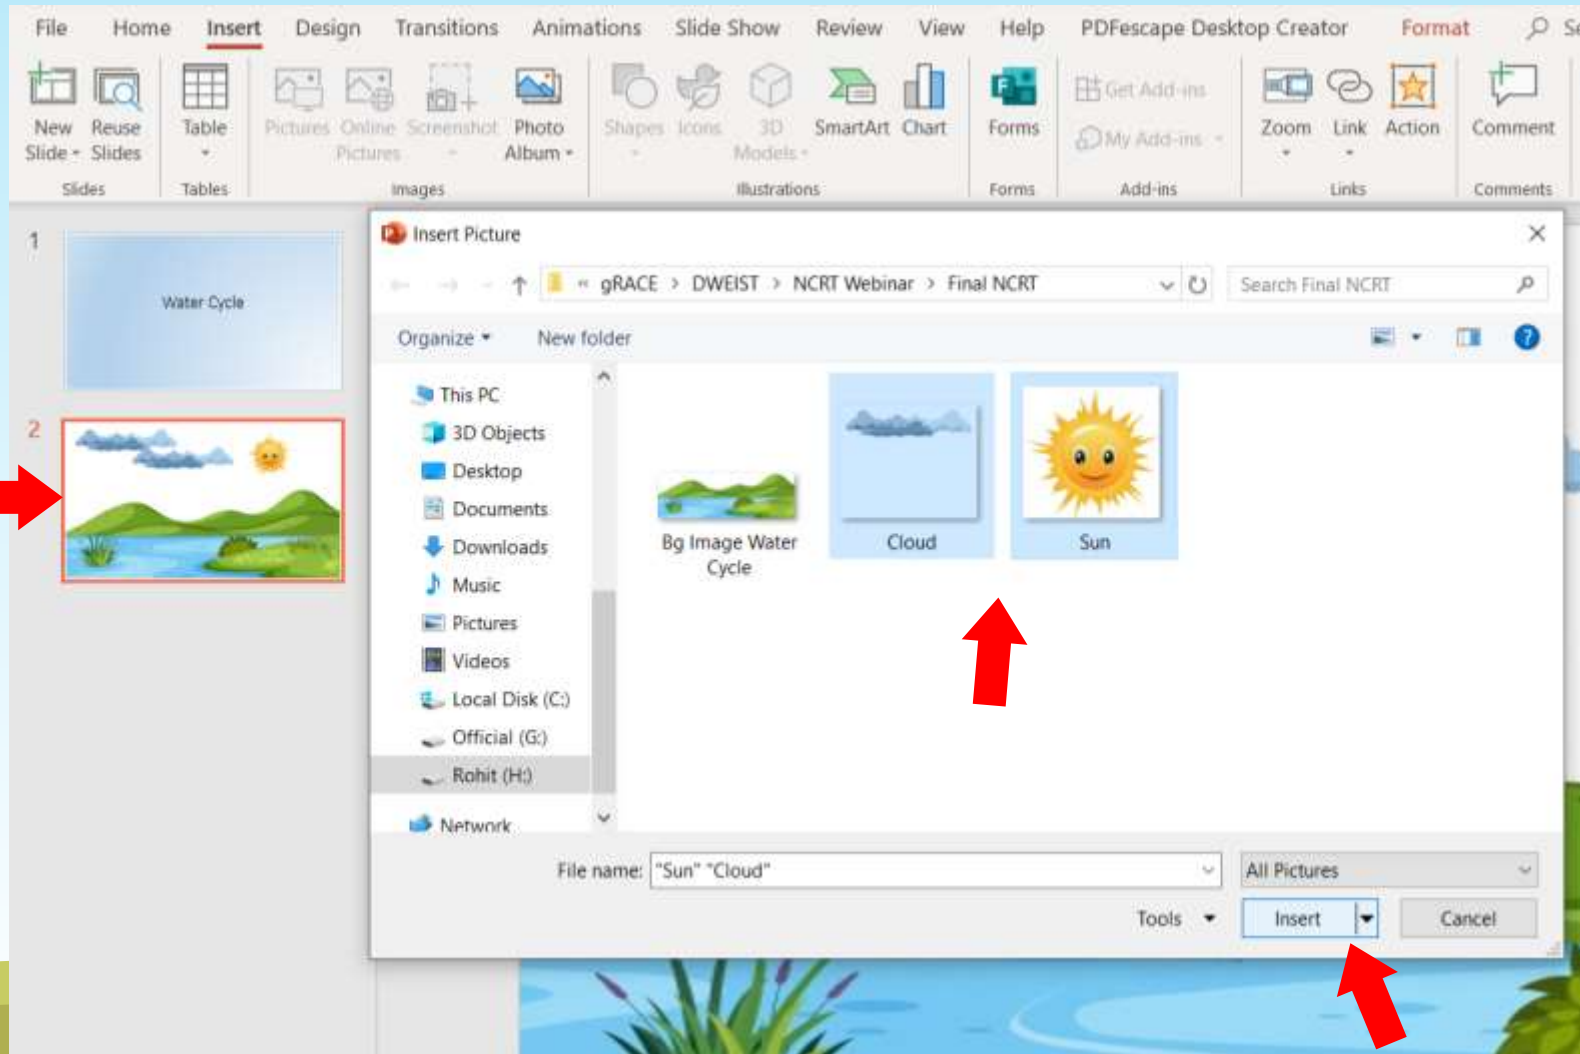 File Home Insert Design Transitions Animations Slide Show Review View Help PDFescape Desktop Creator Format Se
New Slide Reuse Slides Table Pictures Online Pictures Screenshot Photo Album Shapes Icons 3D Models SmartArt Chart Forms Get Add-ins My Add-ins Zoom Link Action Comment
Slides Tables Images Illustrations Forms Add-ins Links Comments
1
Water Cycle
2
Insert Picture
« gRACE > DWEIST > NCRT Webinar > Final NCRT
Search Final NCRT
Organize New folder
This PC
3D Objects
Desktop
Documents
Downloads
Music
Pictures
Videos
Local Disk (C:)
Official (G:)
Rohit (H:)
Network
Bg Image Water
Cycle
Cloud
Sun
File name: "Sun" "Cloud"
All Pictures
Tools Insert Cancel